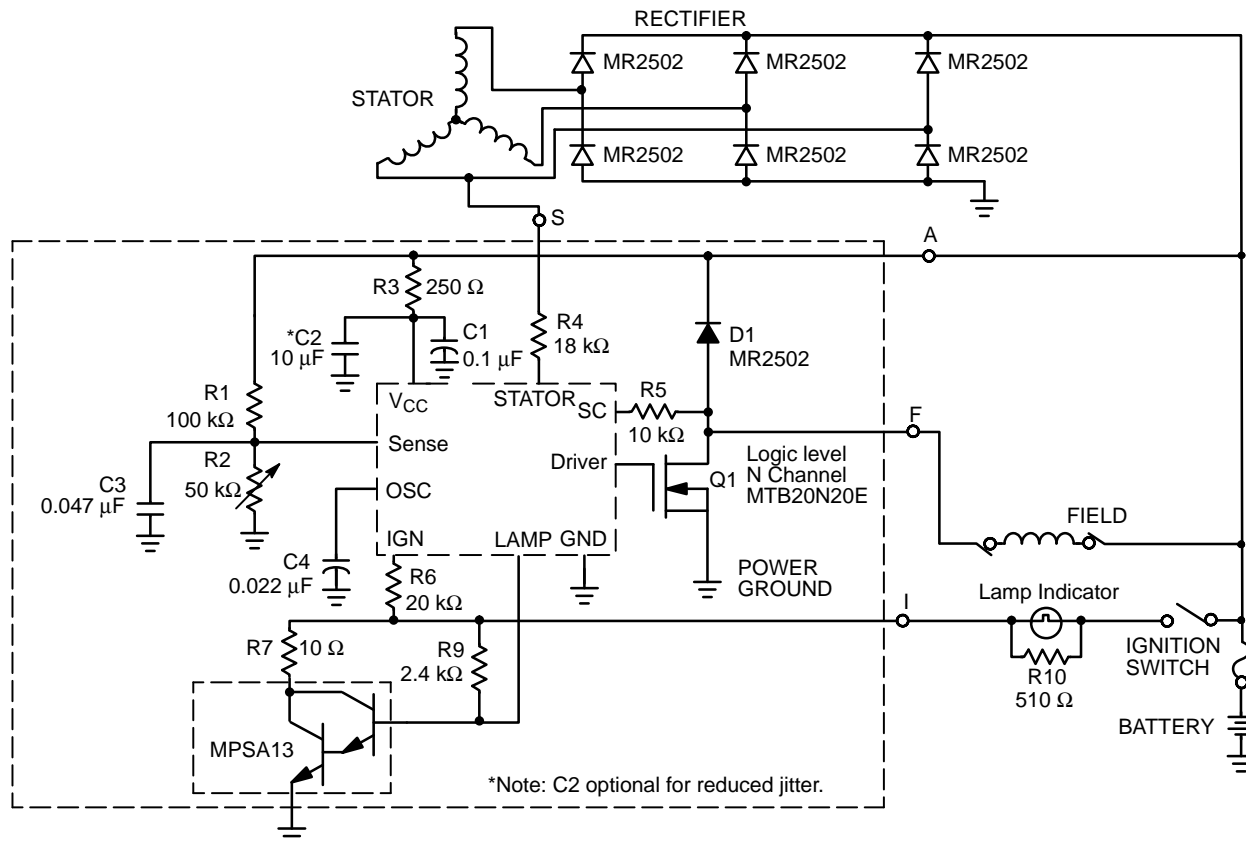 RECTIFIER
MR2502
MR2502
MR2502
STATOR
MR2502
MR2502
MR2502
S
A
R3
250 Ω
*C2
10 μF
C1
0.1 μF
R4
18 kΩ
D1
MR2502
R1
100 kΩ
VCC
STATOR
SC
R5
10 kΩ
F
Sense
R2
50 kΩ
Driver
Q1
Logic level
N Channel
MTB20N20E
C3
0.047 μF
OSC
FIELD
IGN
LAMP
GND
C4
0.022 μF
R6
20 kΩ
POWER
GROUND
I
Lamp Indicator
R7
10 Ω
R9
2.4 kΩ
IGNITION
SWITCH
R10
510 Ω
BATTERY
MPSA13
*Note: C2 optional for reduced jitter.